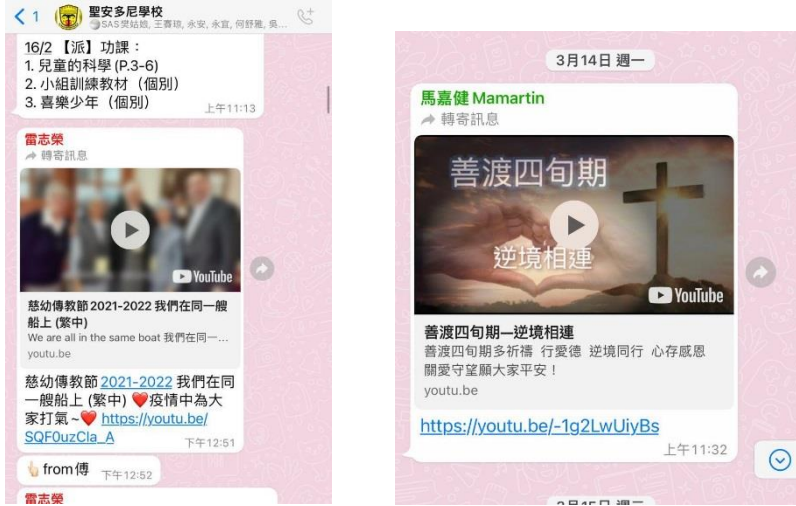 1
聖安多尼學校
SAS樊姑娘, 王賽琼, 永安, 永宜, 何舒雅, 吳...
16/2 【派】功課:
1. 兒童的科學 (P.3-6)
2. 小組訓練教材 (個別)
3. 喜樂少年 (個別)
上午11:13
雷志榮
轉寄訊息
YouTube
慈幼傳教節 2021-2022 我們在同一艘
船上 (繁中)
We are all in the same boat 我們在同一...
youtu.be
慈幼傳教節 2021-2022 我們在同
一艘船上 (繁中) ❤️疫情中為大
家打氣~❤️ https://youtu.be/
SQF0uzCla_A
下午12:51
👆🏻from傅
下午12:52
雷志榮
3月14日 週一
馬嘉健 Mamartin
轉寄訊息
善渡四旬期
逆境相連
YouTube
善渡四旬期—逆境相連
善渡四旬期多祈禱 行愛德 逆境同行 心存感恩
關愛守望願大家平安!
youtu.be
https://youtu.be/-1g2LwUiyBs
上午11:32
3月15日 週二